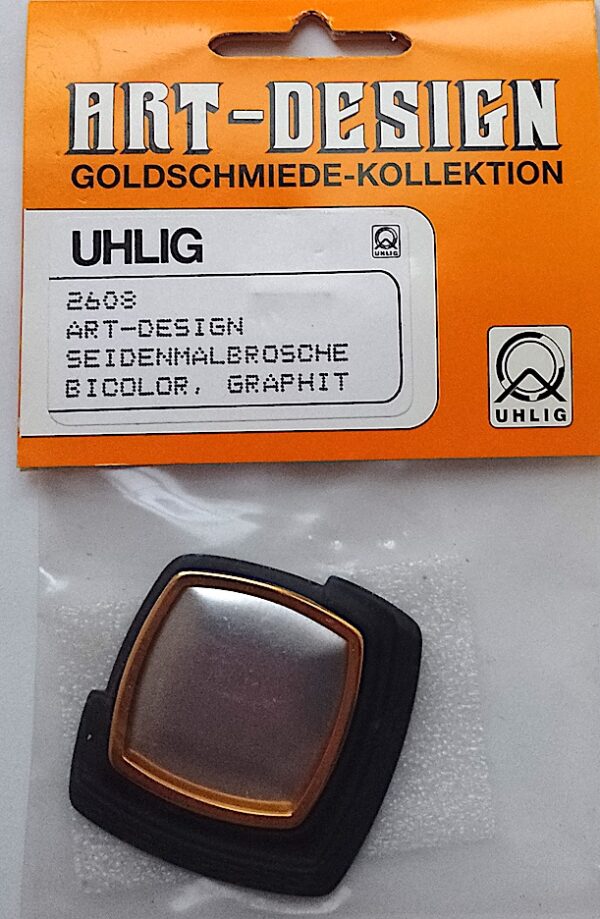 ART-DESIGN
GOLDSCHMIEDE-KOLLEKTION
UHLIG
UHLIG
2608
ART-DESIGN
SEIDENMALBROSCHE
BICOLOR, GRAPHIT
UHLIG